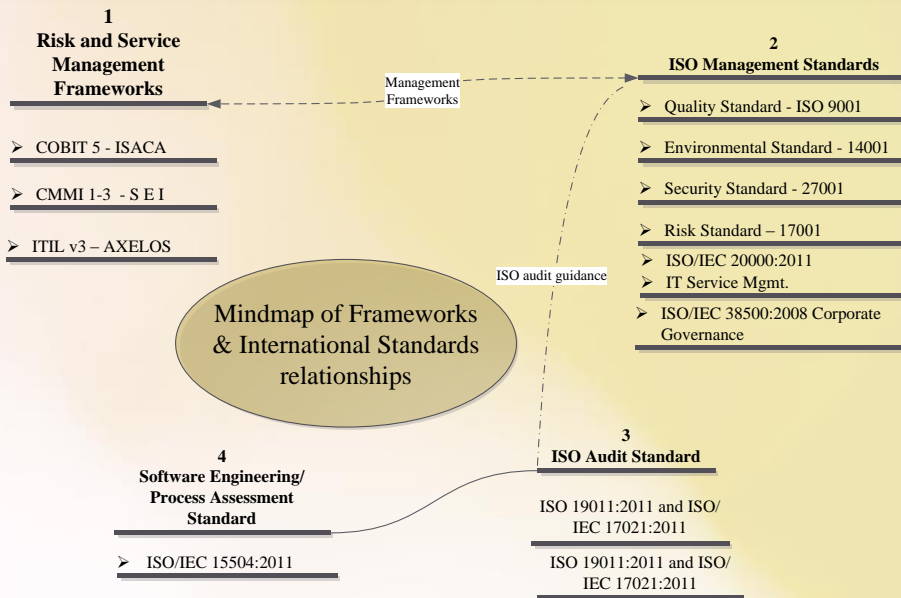 1
Risk and Service
Management
Frameworks
➢ COBIT 5 - ISACA
➢ CMMI 1-3 - S E I
➢ ITIL v3 – AXELOS
Management
Frameworks
2
ISO Management Standards
➢ Quality Standard - ISO 9001
➢ Environmental Standard - 14001
➢ Security Standard - 27001
➢ Risk Standard – 17001
➢ ISO/IEC 20000:2011
➢ IT Service Mgmt.
➢ ISO/IEC 38500:2008 Corporate
Governance
ISO audit guidance
Mindmap of Frameworks
& International Standards
relationships
3
ISO Audit Standard
ISO 19011:2011 and ISO/
IEC 17021:2011
ISO 19011:2011 and ISO/
IEC 17021:2011
4
Software Engineering/
Process Assessment
Standard
➢ ISO/IEC 15504:2011